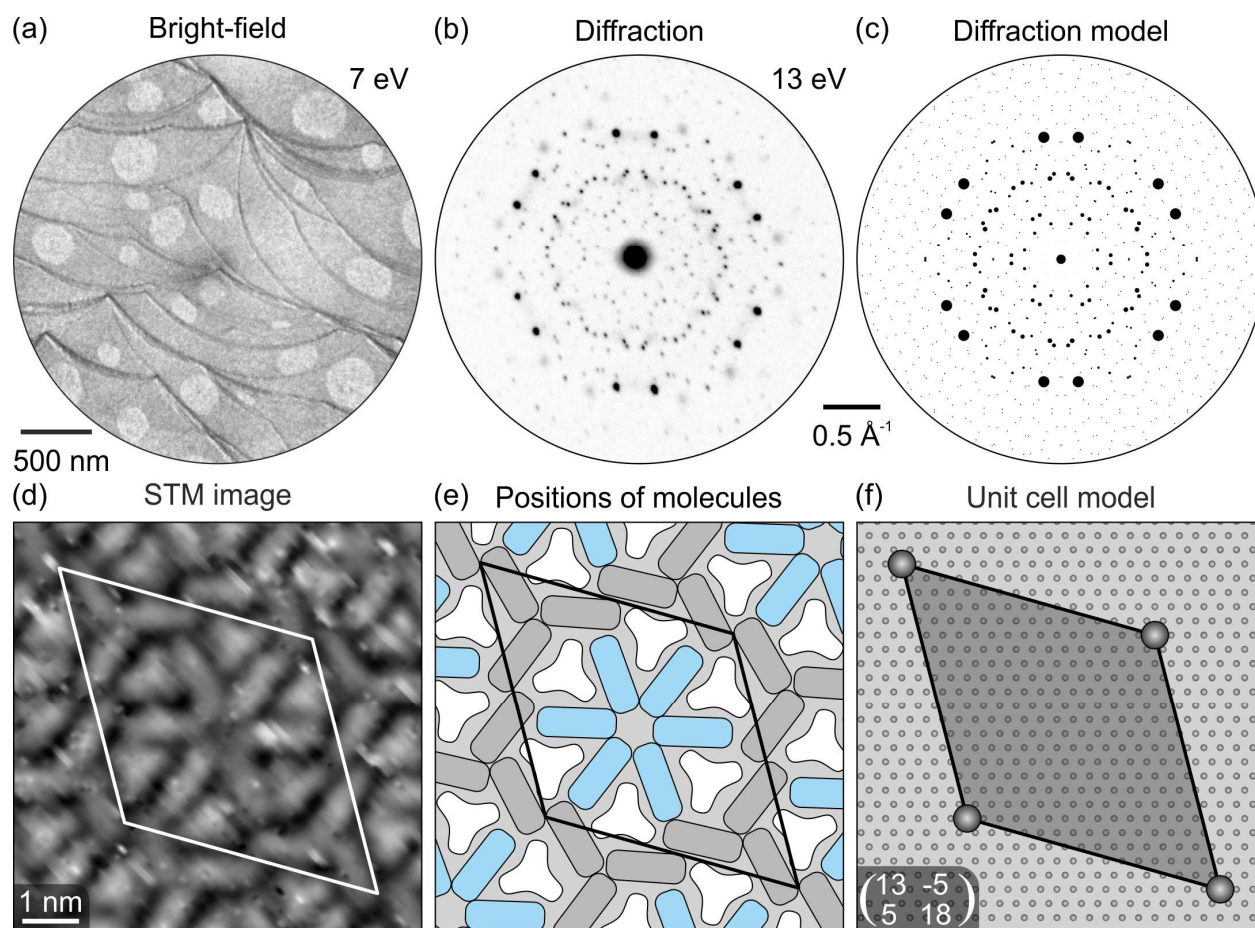 (a) Bright-field
7 eV
500 nm
(b) Diffraction
13 eV
0.5 Å⁻¹
(c) Diffraction model
(d) STM image
1 nm
(e) Positions of molecules
(f) Unit cell model
(13 -5
5 18)